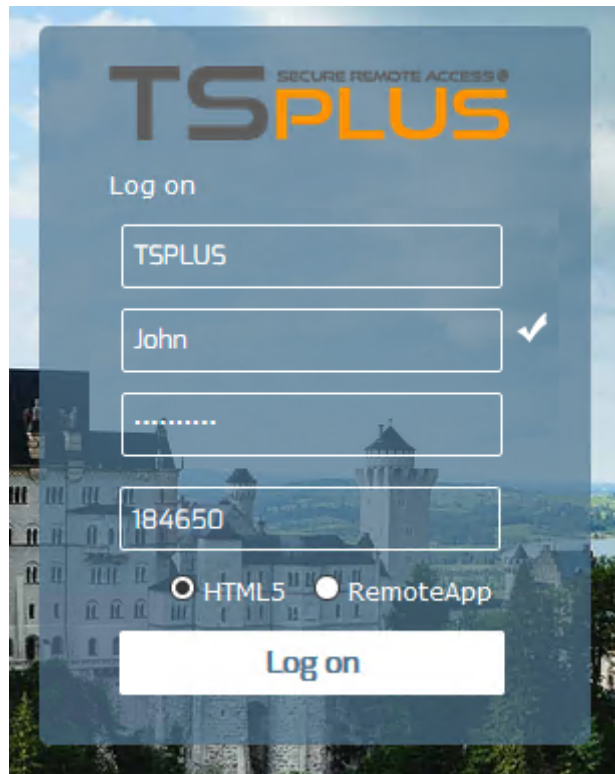 TSPLUS SECURE REMOTE ACCESS®
Log on
TSPLUS
John
••••••••••
184650
HTML5 RemoteApp
Log on